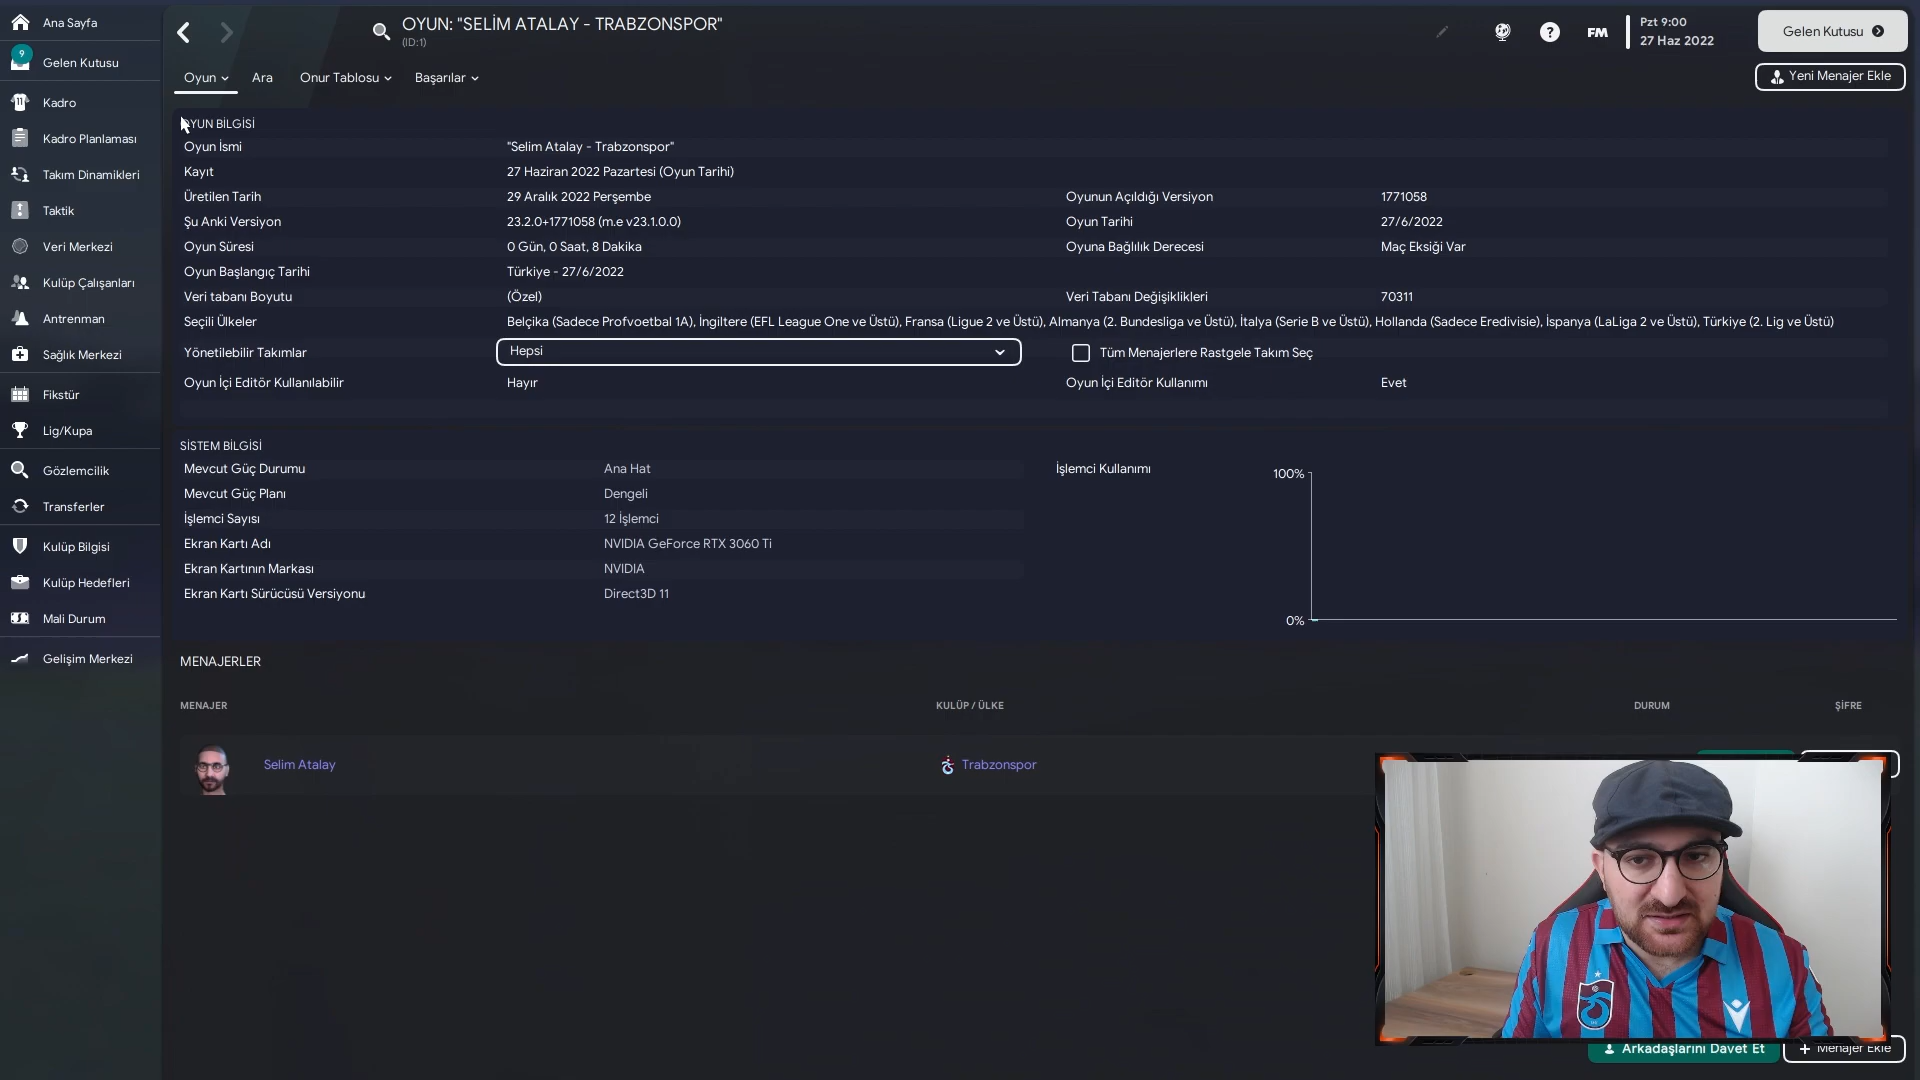 Ana Sayfa
9
Gelen Kutusu
11
Kadro
Kadro Planlaması
Takım Dinamikleri
Taktik
Veri Merkezi
Kulüp Çalışanları
Antrenman
Sağlık Merkezi
Fikstür
Lig/Kupa
Gözlemcilik
Transferler
Kulüp Bilgisi
Kulüp Hedefleri
Mali Durum
Gelişim Merkezi
OYUN: "SELİM ATALAY - TRABZONSPOR"
(ID:1)
? FM
Pzt 9:00
27 Haz 2022
Gelen Kutusu
Oyun Ara Onur Tablosu Başarılar
Yeni Menajer Ekle
YUN BİLGİSİ
Oyun İsmi "Selim Atalay - Trabzonspor"
Kayıt 27 Haziran 2022 Pazartesi (Oyun Tarihi)
Üretilen Tarih 29 Aralık 2022 Perşembe Oyunun Açıldığı Versiyon 1771058
Şu Anki Versiyon 23.2.0+1771058 (m.e v23.1.0.0) Oyun Tarihi 27/6/2022
Oyun Süresi 0 Gün, 0 Saat, 8 Dakika Oyuna Bağlılık Derecesi Maç Eksiği Var
Oyun Başlangıç Tarihi Türkiye - 27/6/2022
Veri tabanı Boyutu (Özel) Veri Tabanı Değişiklikleri 70311
Seçili Ülkeler Belçika (Sadece Profvoetbal 1A), İngiltere (EFL League One ve Üstü), Fransa (Ligue 2 ve Üstü), Almanya (2. Bundesliga ve Üstü), İtalya (Serie B ve Üstü), Hollanda (Sadece Eredivisie), İspanya (LaLiga 2 ve Üstü), Türkiye (2. Lig ve Üstü)
Yönetilebilir Takımlar Hepsi Tüm Menajerlere Rastgele Takım Seç
Oyun İçi Editör Kullanılabilir Hayır Oyun İçi Editör Kullanımı Evet
SİSTEM BİLGİSİ
Mevcut Güç Durumu Ana Hat İşlemci Kullanımı
100%
Mevcut Güç Planı Dengeli
İşlemci Sayısı 12 İşlemci
Ekran Kartı Adı NVIDIA GeForce RTX 3060 Ti
Ekran Kartının Markası NVIDIA
Ekran Kartı Sürücüsü Versiyonu Direct3D 11
0%
MENAJERLER
MENAJER KULÜP / ÜLKE DURUM ŞİFRE
Selim Atalay Trabzonspor
Arkadaşlarını Davet Et
+ Menajer Ekle